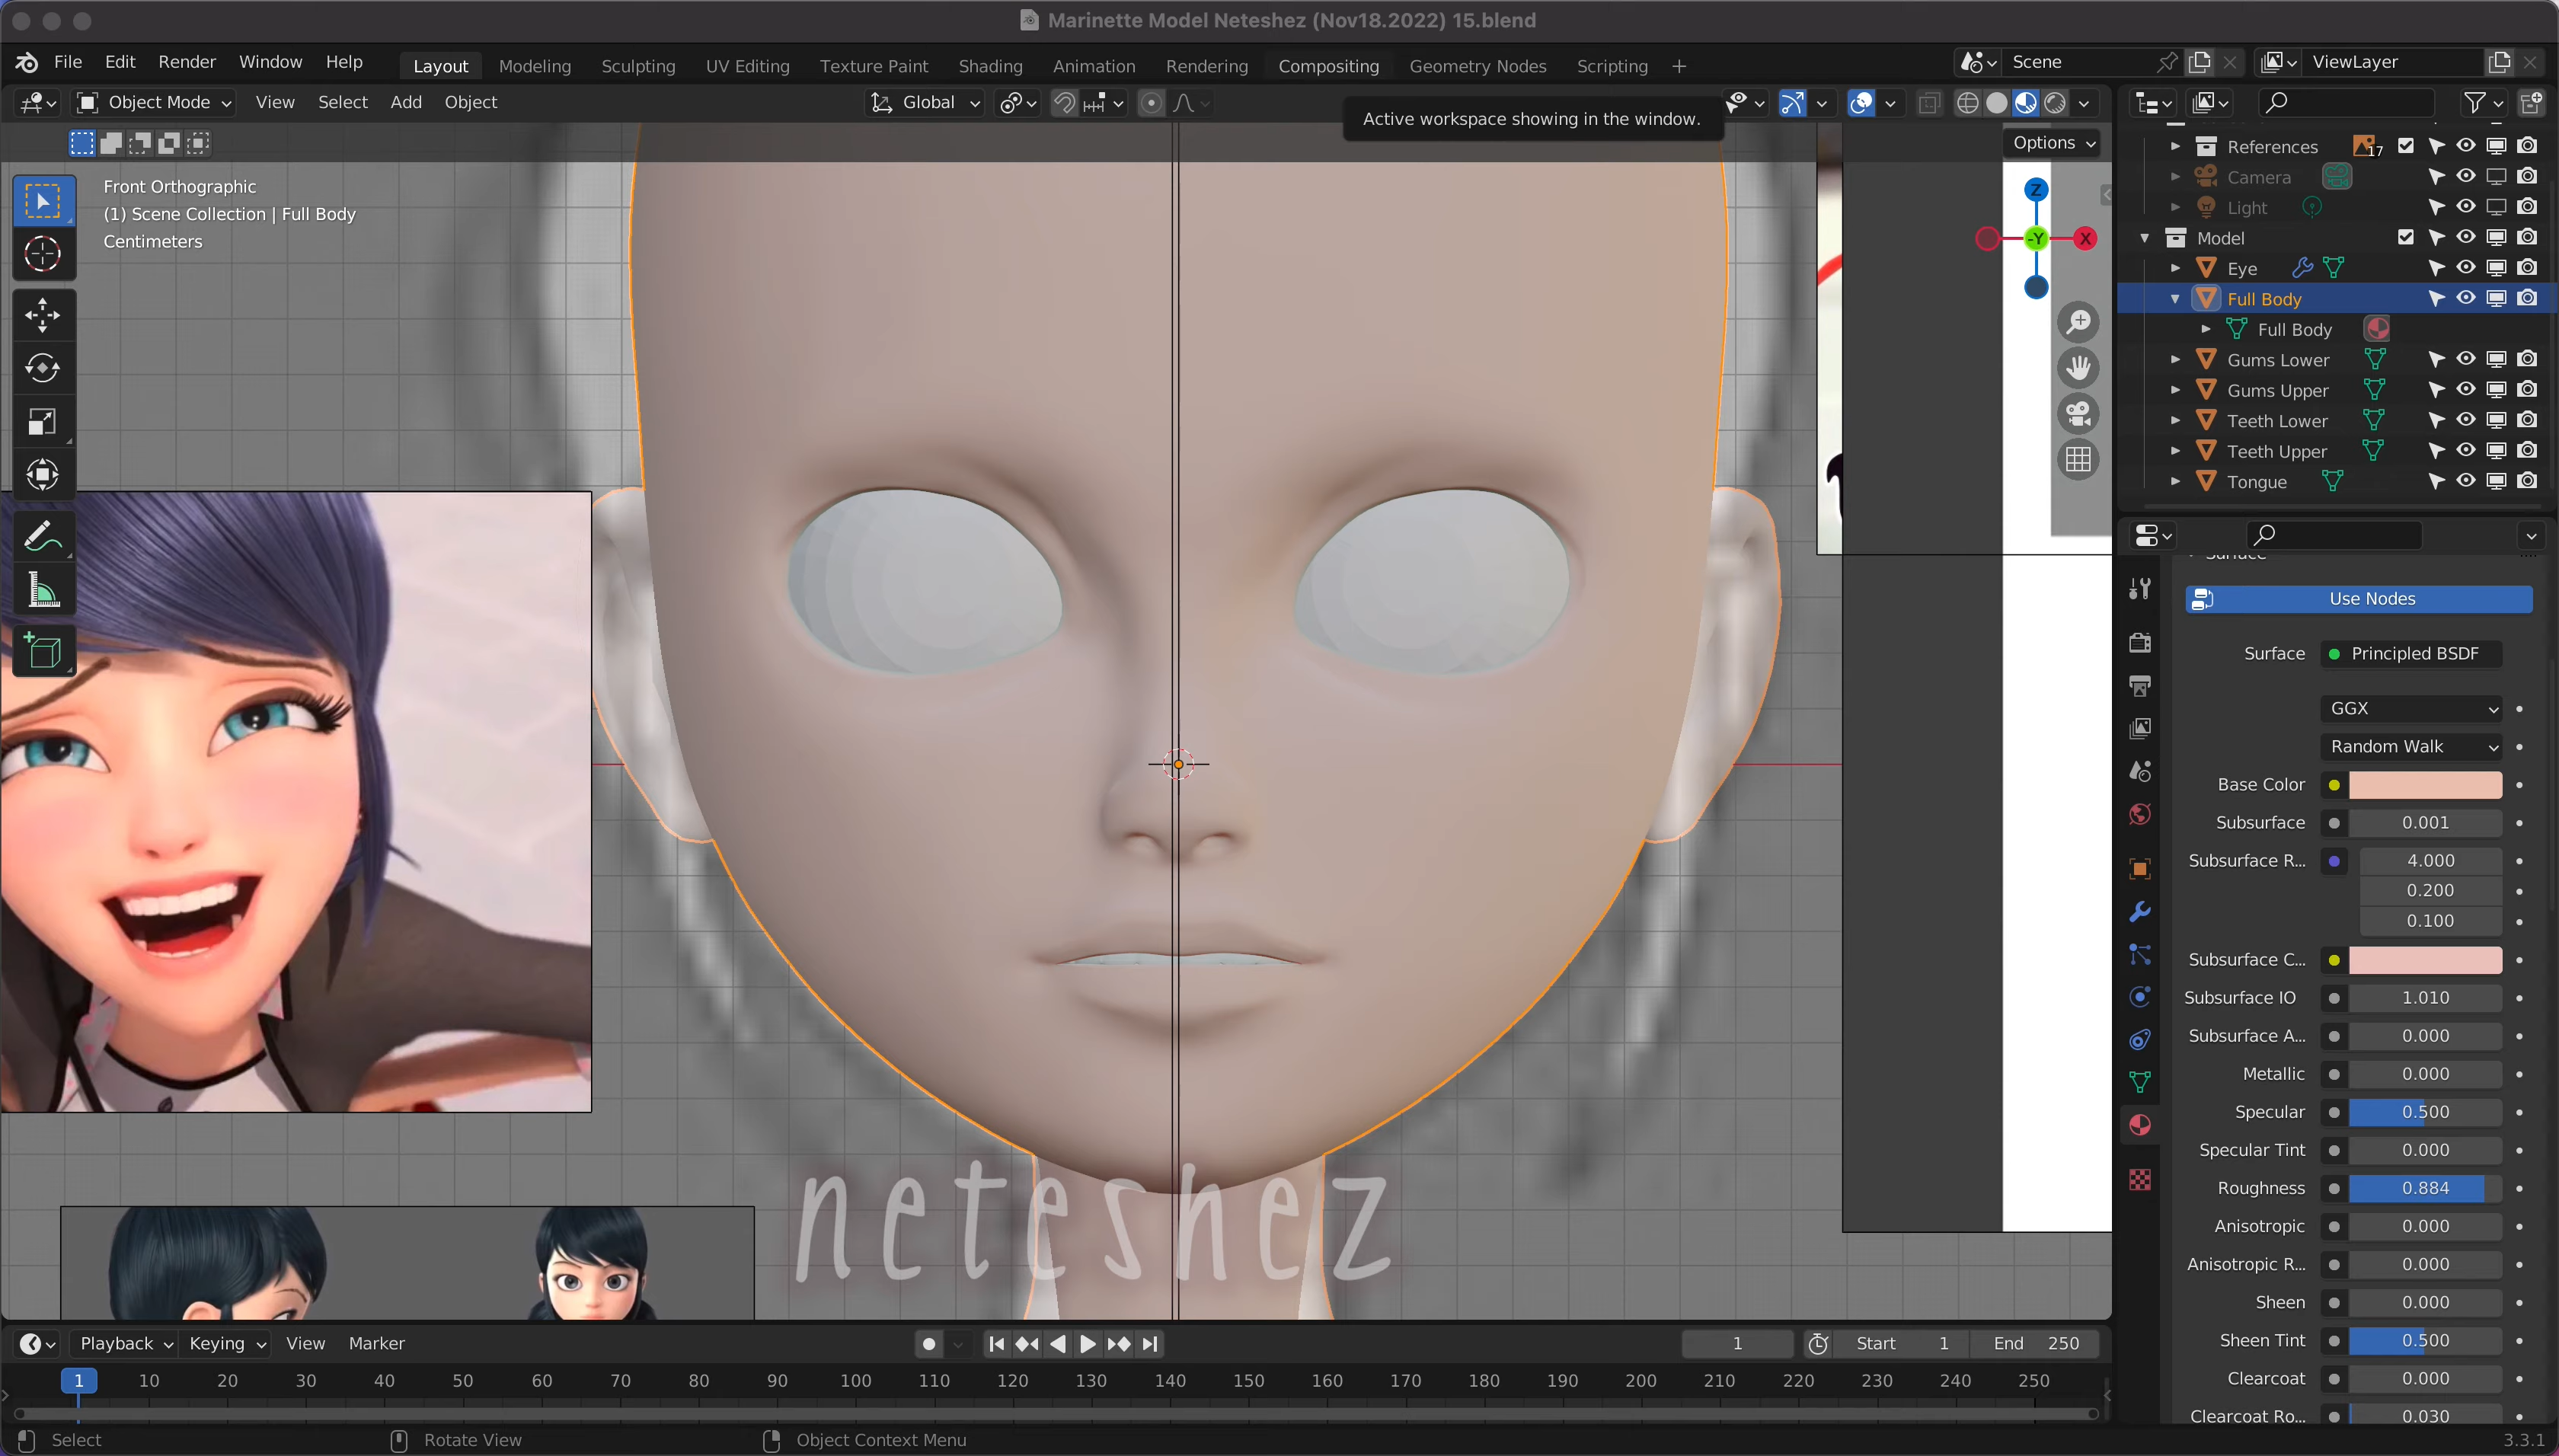 Marinette Model Neteshez (Nov18.2022) 15.blend
File Edit Render Window Help Layout Modeling Sculpting UV Editing Texture Paint Shading Animation Rendering Compositing Geometry Nodes Scripting + Scene ViewLayer
Object Mode View Select Add Object Global
Active workspace showing in the window.
Options
Front Orthographic
(1) Scene Collection | Full Body
Centimeters
Z
-Y X
References 17
Camera
Light
Model
Eye
Full Body
Full Body
Gums Lower
Gums Upper
Teeth Lower
Teeth Upper
Tongue
Surface
Use Nodes
Surface Principled BSDF
GGX
Random Walk
Base Color
Subsurface 0.001
Subsurface R... 4.000
0.200
0.100
Subsurface C...
Subsurface IO 1.010
Subsurface A... 0.000
Metallic 0.000
Specular 0.500
Specular Tint 0.000
Roughness 0.884
Anisotropic 0.000
Anisotropic R... 0.000
Sheen 0.000
Sheen Tint 0.500
Clearcoat 0.000
Clearcoat Ro... 0.030
neteshez
Playback Keying View Marker 1 Start 1 End 250
1 10 20 30 40 50 60 70 80 90 100 110 120 130 140 150 160 170 180 190 200 210 220 230 240 250
Select Rotate View Object Context Menu 3.3.1